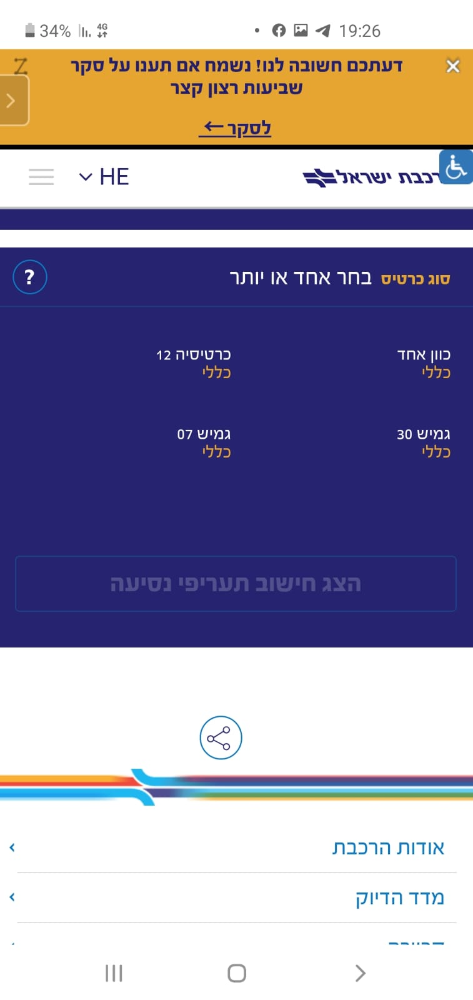 34% 4G 19:26
דעתכם חשובה לנו! נשמח אם תענו על סקר
שביעות רצון קצר
לסקר ←
רכבת ישראל HE
סוג כרטיס בחר אחד או יותר ?
כוון אחד
כללי
כרטיסיה 12
כללי
גמיש 30
כללי
גמיש 07
כללי
הצג חישוב תעריפי נסיעה
אודות הרכבת
מדד הדיוק